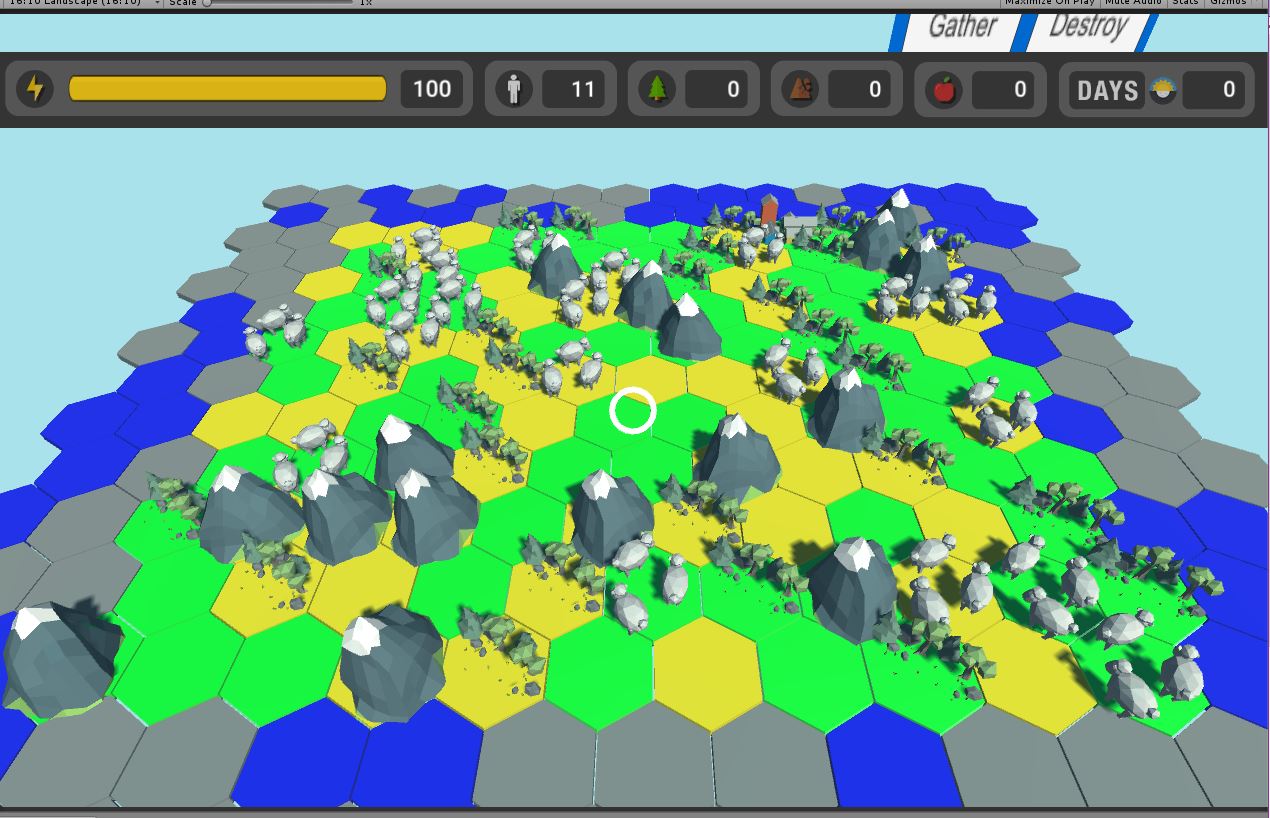 16:10 Landscape (16:10) Scale 1x Maximize On Play Mute Audio Stats Gizmos
Gather Destroy
100 11 0 0 0 DAYS 0